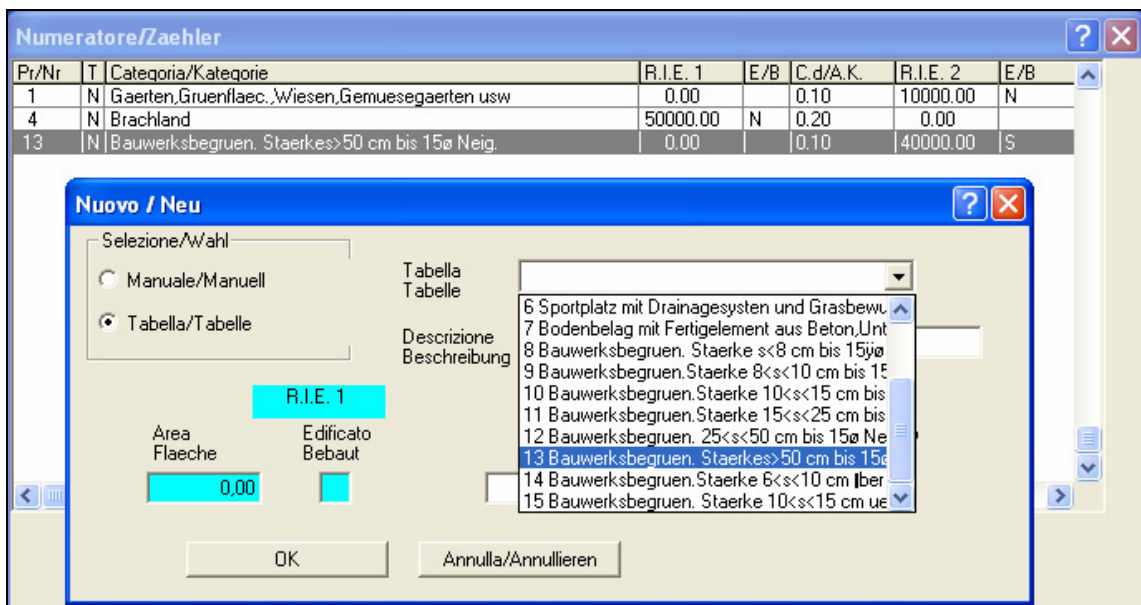 Numeratore/Zaehler
Pr/Nr T Categoria/Kategorie R.I.E. 1 E/B C.d/A.K. R.I.E. 2 E/B
1 N Gaerten,Gruenflaec.,Wiesen,Gemuesegaerten usw 0.00 0.10 10000.00 N
4 N Brachland 50000.00 N 0.20 0.00
13 N Bauwerksbegruen. Staerkes>50 cm bis 15ø Neig. 0.00 0.10 40000.00 S
Nuovo / Neu
Selezione/Wahl
Manuale/Manuell
Tabella/Tabelle
Tabella
Tabelle
Descrizione
Beschreibung
6 Sportplatz mit Drainagesysten und Grasbewu
7 Bodenbelag mit Fertigelement aus Beton,Unt
8 Bauwerksbegruen. Staerke s<8 cm bis 15ÿø
9 Bauwerksbegruen.Staerke 8<s<10 cm bis 15
10 Bauwerksbegruen.Staerke 10<s<15 cm bis
11 Bauwerksbegruen.Staerke 15<s<25 cm bis
12 Bauwerksbegruen. 25<s<50 cm bis 15ø Ne
13 Bauwerksbegruen. Staerkes>50 cm bis 15ø
14 Bauwerksbegruen.Staerke 6<s<10 cm ber
15 Bauwerksbegruen. Staerke 10<s<15 cm ue
R.I.E. 1
Area
Flaeche
Edificato
Bebaut
0,00
OK
Annulla/Annullieren